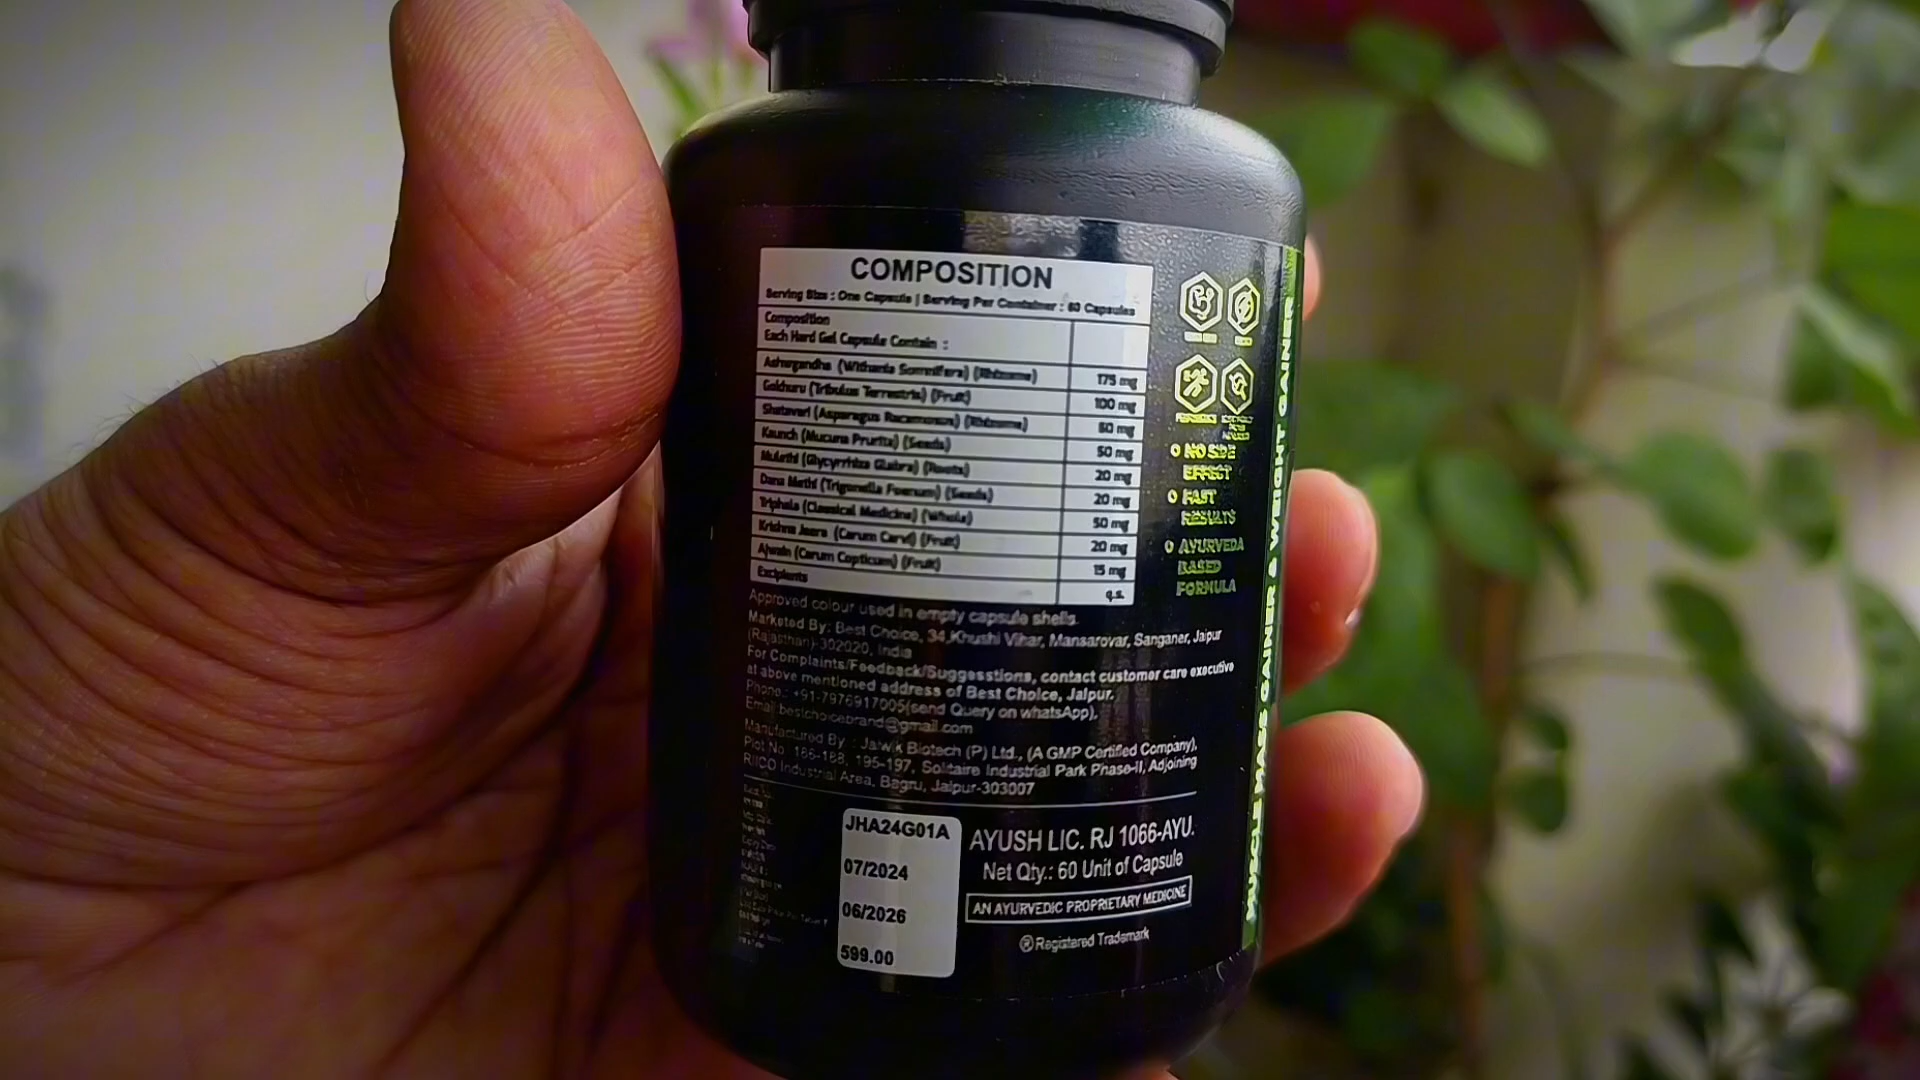 COMPOSITION
Serving Size : One Capsule | Serving Per Container : 60 Capsules
Composition
Each Hard Gel Capsule Contain :
Ashwgandha (Withania Somnifera) (Rhizome) 175 mg
Gokhuru (Tribulus Terrestris) (Fruit) 100 mg
Shatavari (Asparagus Racemosus) (Rhizome) 50 mg
Kaunch (Mucuna Prurita) (Seeds) 50 mg
Mulethi (Glycyrrhiza Glabra) (Roots) 20 mg
Dana Methi (Trigonella Foenum) (Seeds) 20 mg
Triphala (Classical Medicine) (Whole) 50 mg
Krishna Jeera (Carum Carvi) (Fruit) 20 mg
Ajwain (Carum Copticum) (Fruit) 15 mg
Excipients q.s.
Approved colour used in empty capsule shells.
Marketed By: Best Choice, 34,Khushi Vihar, Mansarovar, Sanganer, Jaipur
(Rajasthan)-302020, India
For Complaints/Feedback/Suggesstions, contact customer care executive
at above mentioned address of Best Choice, Jaipur.
Phone.: +91-7976917005(send Query on whatsApp),
Email:bestchoicebrand@gmail.com
Manufactured By : Jaiwik Biotech (P) Ltd., (A GMP Certified Company),
Plot No. 186-188, 195-197, Solitaire Industrial Park Phase-II, Adjoining
RIICO Industrial Area, Bagru, Jaipur-303007
JHA24G01A
07/2024
06/2026
599.00
AYUSH LIC. RJ 1066-AYU.
Net Qty.: 60 Unit of Capsule
AN AYURVEDIC PROPRIETARY MEDICINE
®Registered Trademark
NO SIDE
EFFECT
FAST
RESULTS
AYURVEDA
BASED
FORMULA
MUSCLE MASS GAINER & WEIGHT GAINER